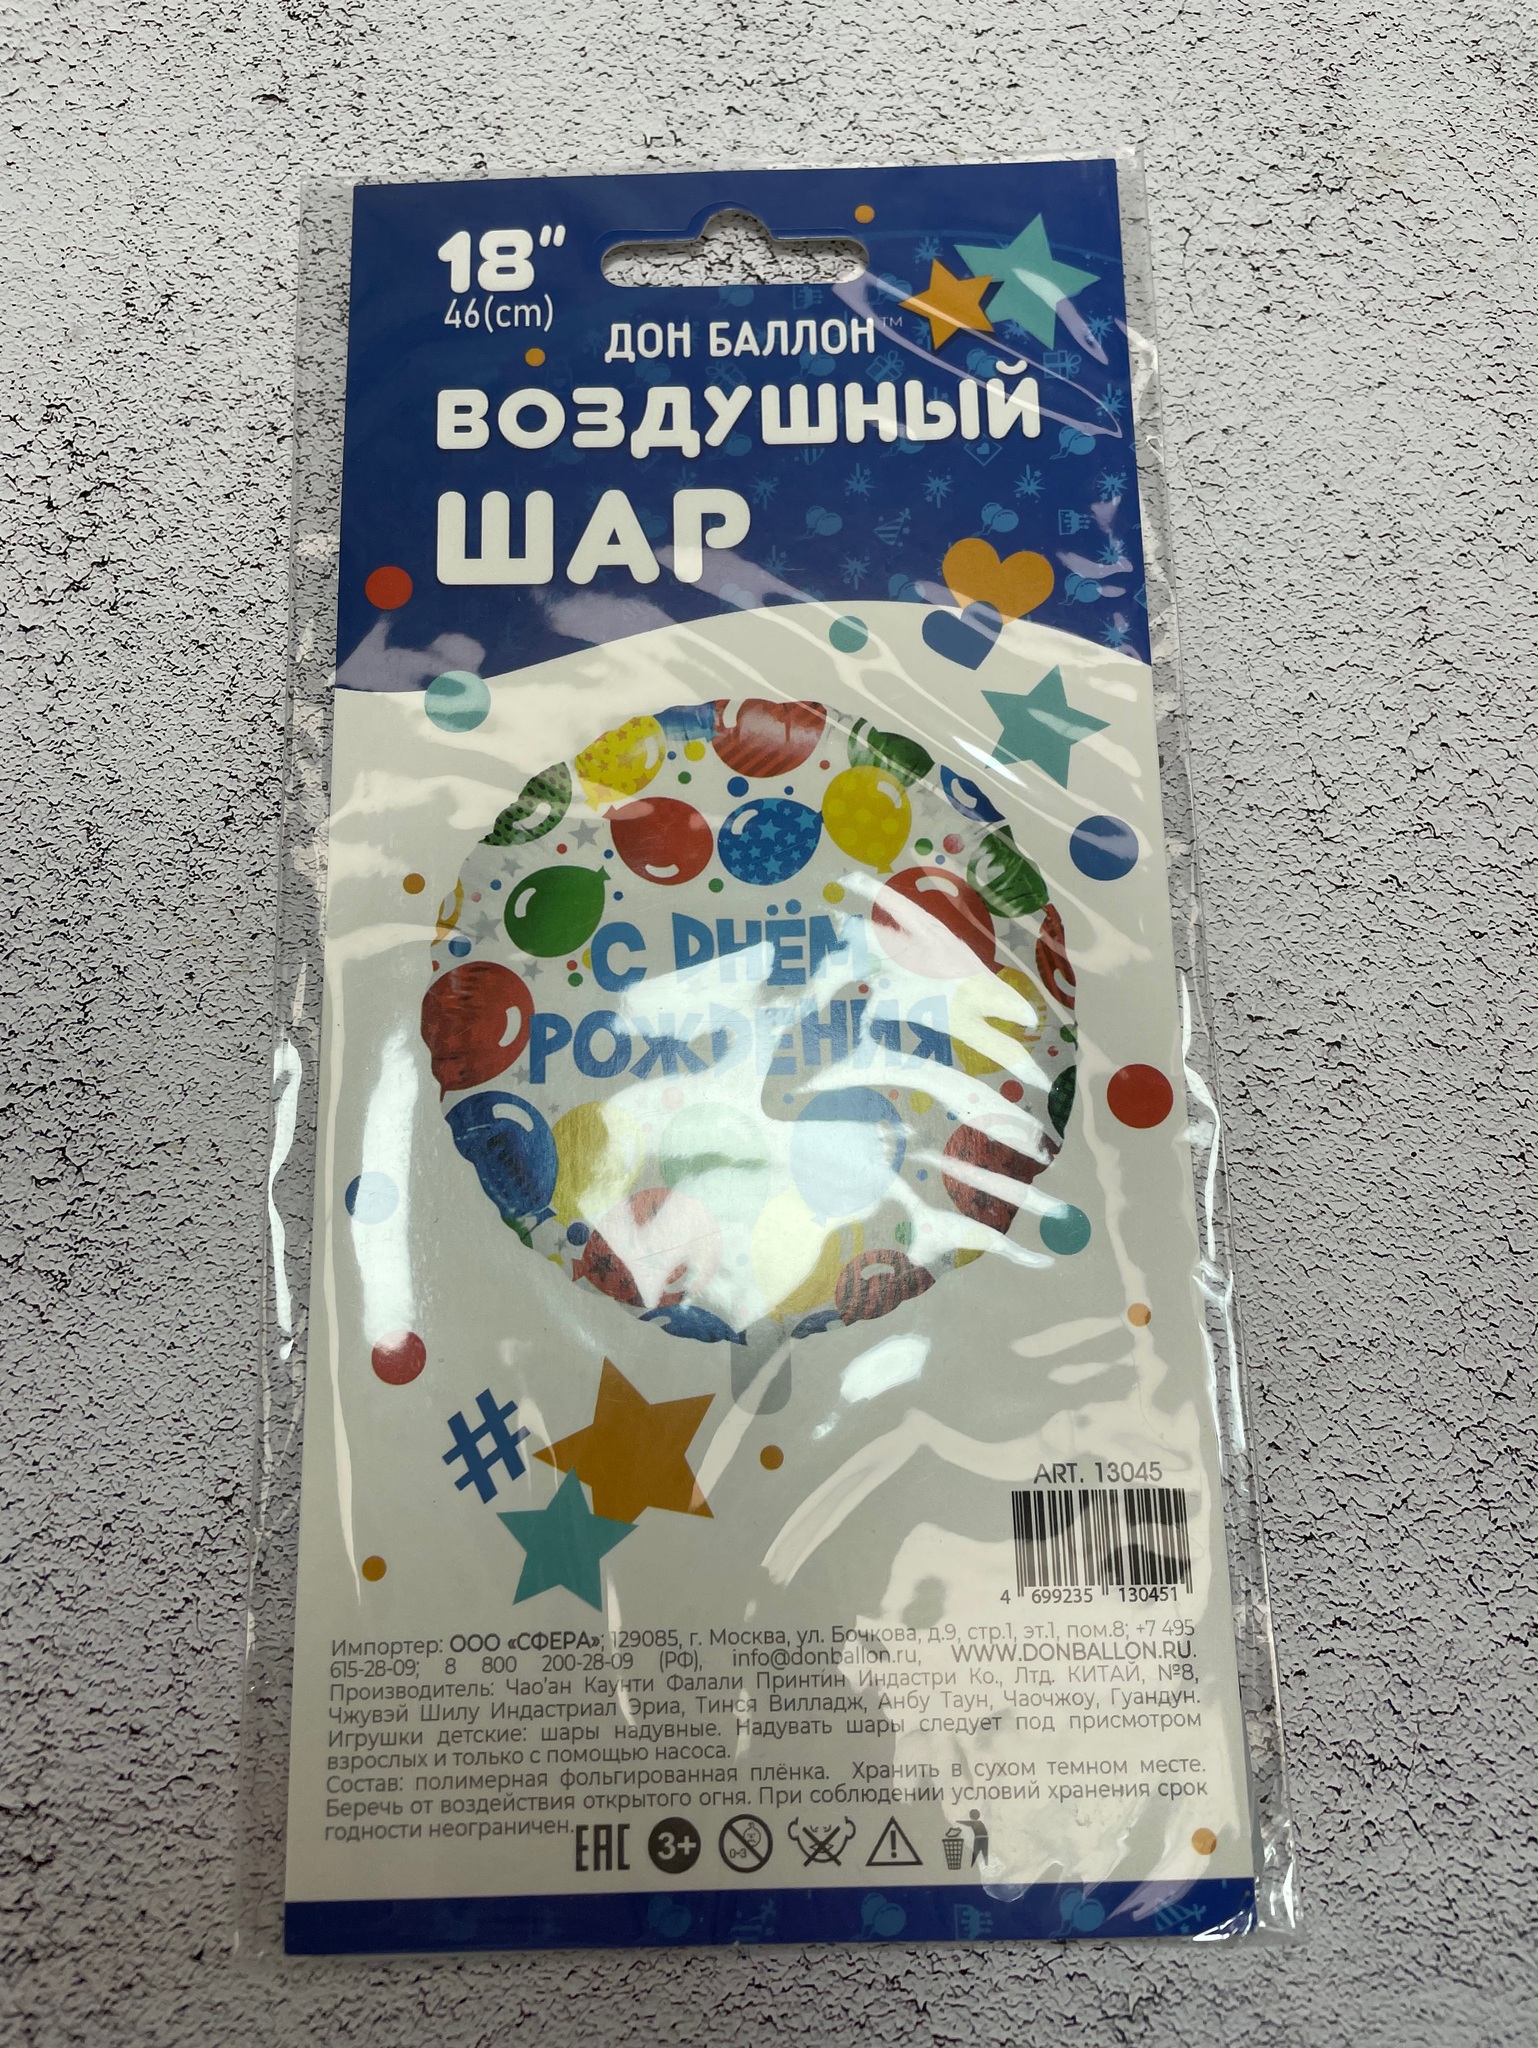 18"
46(cm)
ДОН БАЛЛОН™
ВОЗДУШНЫЙ
ШАР
С ДНЁМ
РОЖДЕНИЯ
#
АРТ. 13045
4 699235 130451
Импортер: ООО «СФЕРА»; 129085, г. Москва, ул. Бочкова, д.9, стр.1, эт.1, пом.8; +7 495
615-28-09; 8 800 200-28-09 (РФ), info@donballon.ru, WWW.DONBALLON.RU.
Производитель: Чао'ан Каунти Фалали Принтин Индастри Ко., Лтд. КИТАЙ, №8,
Чжувэй Шилу Индастриал Эриа, Тинся Вилладж, Анбу Таун, Чаочжоу, Гуандун.
Игрушки детские: шары надувные. Надувать шары следует под присмотром
взрослых и только с помощью насоса.
Состав: полимерная фольгированная плёнка. Хранить в сухом темном месте.
Беречь от воздействия открытого огня. При соблюдении условий хранения срок
годности неограничен.
EAC 3+ 0-3